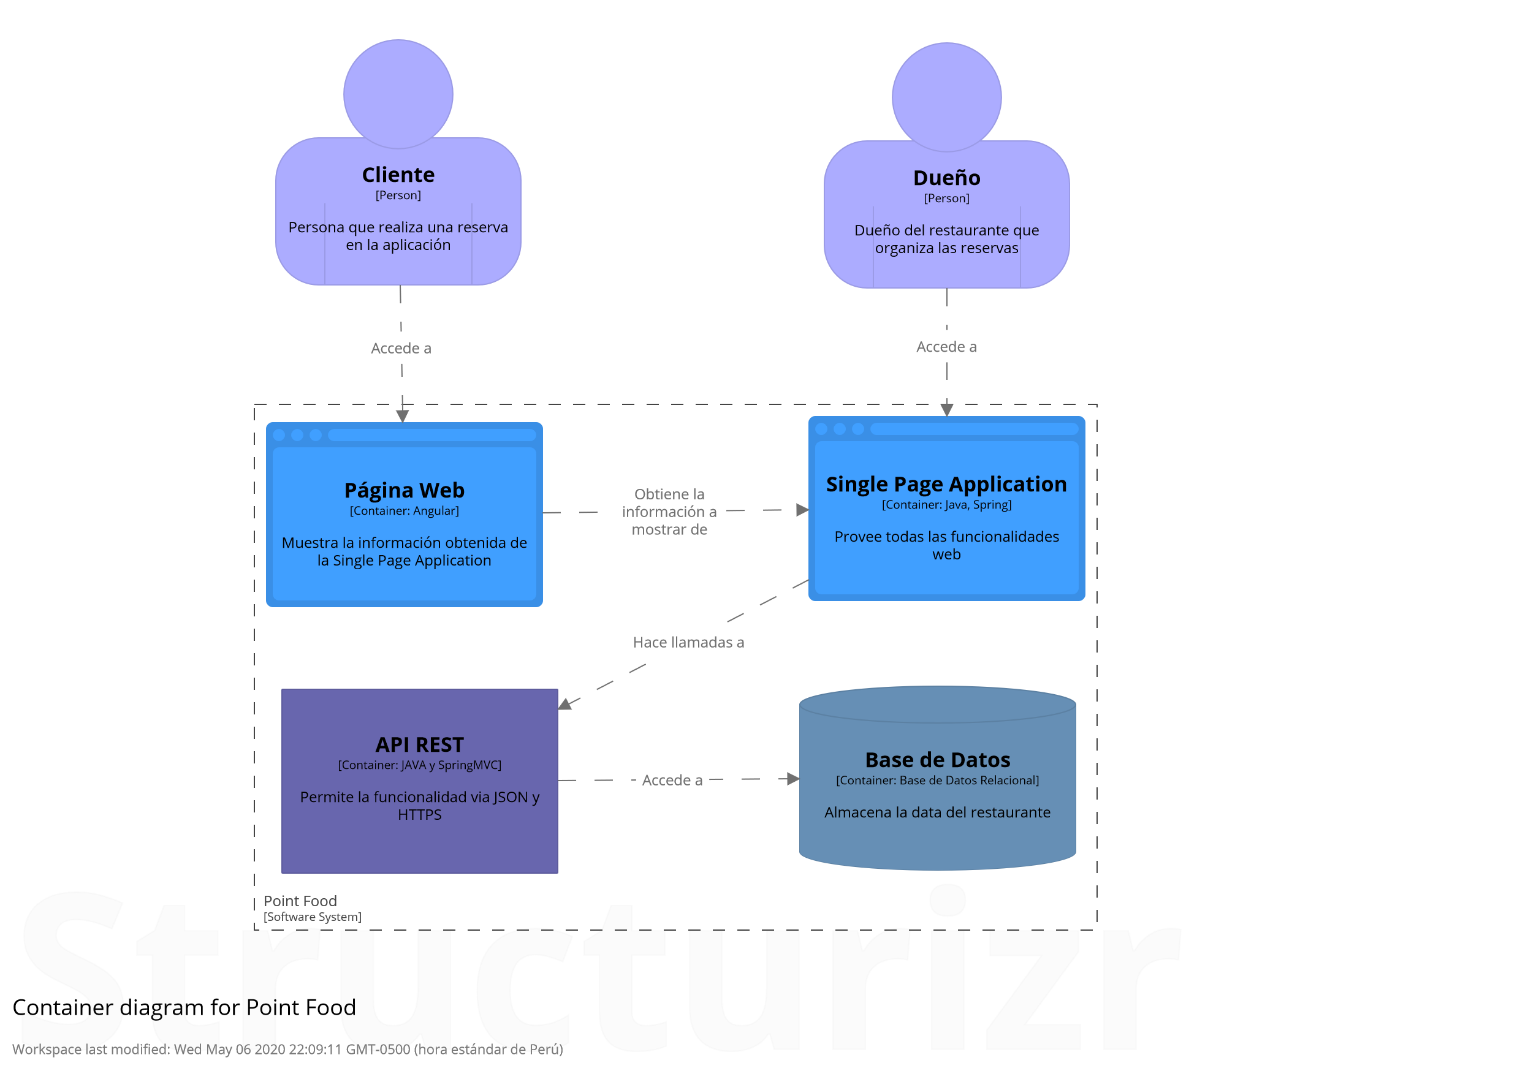 Cliente
[Person]
Persona que realiza una reserva
en la aplicación
Dueño
[Person]
Dueño del restaurante que
organiza las reservas
Accede a
Accede a
Página Web
[Container: Angular]
Muestra la información obtenida de
la Single Page Application
Obtiene la
información a
mostrar de
Single Page Application
[Container: Java, Spring]
Provee todas las funcionalidades
web
Hace llamadas a
API REST
[Container: JAVA y SpringMVC]
Permite la funcionalidad via JSON y
HTTPS
Accede a
Base de Datos
[Container: Base de Datos Relacional]
Almacena la data del restaurante
Point Food
[Software System]
Structurizr
Container diagram for Point Food
Workspace last modified: Wed May 06 2020 22:09:11 GMT-0500 (hora estándar de Perú)